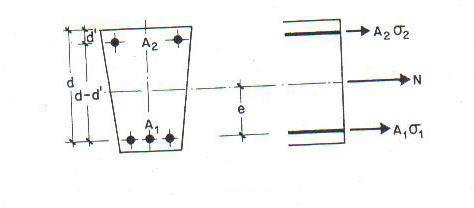 d'
A₂
A₂σ₂
d
d-d'
N
e
A₁
A₁σ₁